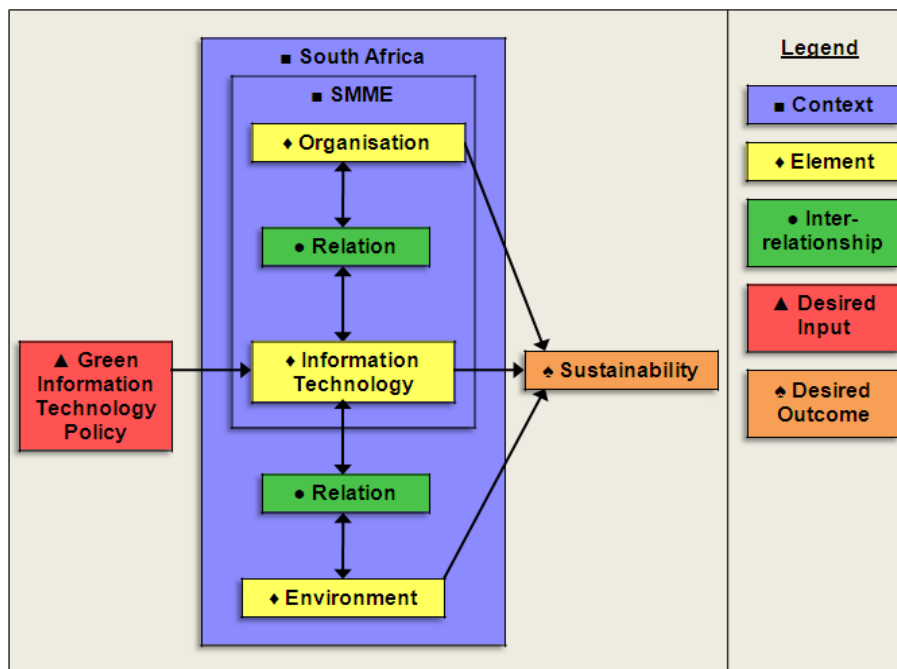 ■ South Africa
■ SMME
♦ Organisation
● Relation
♦ Information
Technology
▲ Green
Information
Technology
Policy
♠ Sustainability
● Relation
♦ Environment
Legend
■ Context
♦ Element
● Inter-
relationship
▲ Desired
Input
♠ Desired
Outcome